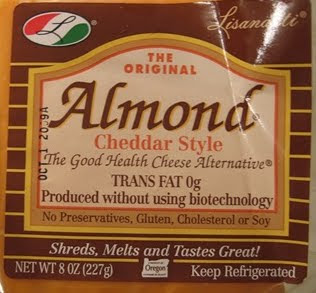 Lisanatti®
THE
ORIGINAL
Almond
Cheddar Style
The Good Health Cheese Alternative®
TRANS FAT 0g
Produced without using biotechnology
No Preservatives, Gluten, Cholesterol or Soy
Shreds, Melts and Tastes Great!
NET WT 8 OZ (227g)
Oregon
Keep Refrigerated